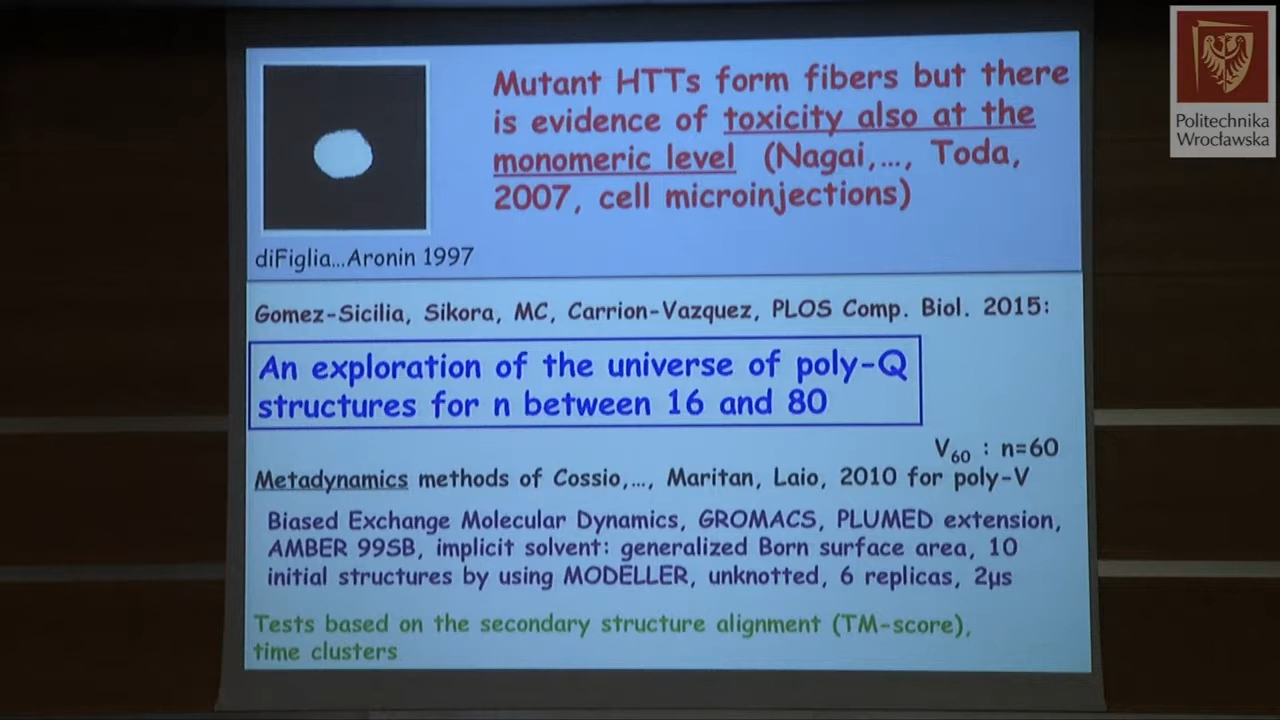 Mutant HTTs form fibers but there
is evidence of toxicity also at the
monomeric level (Nagai,..., Toda,
2007, cell microinjections)
diFiglia...Aronin 1997
Gomez-Sicilia, Sikora, MC, Carrion-Vazquez, PLOS Comp. Biol. 2015:
An exploration of the universe of poly-Q
structures for n between 16 and 80
V60 : n=60
Metadynamics methods of Cossio,..., Maritan, Laio, 2010 for poly-V
Biased Exchange Molecular Dynamics, GROMACS, PLUMED extension,
AMBER 99SB, implicit solvent: generalized Born surface area, 10
initial structures by using MODELLER, unknotted, 6 replicas, 2μs
Tests based on the secondary structure alignment (TM-score),
time clusters
Politechnika
Wrocławska